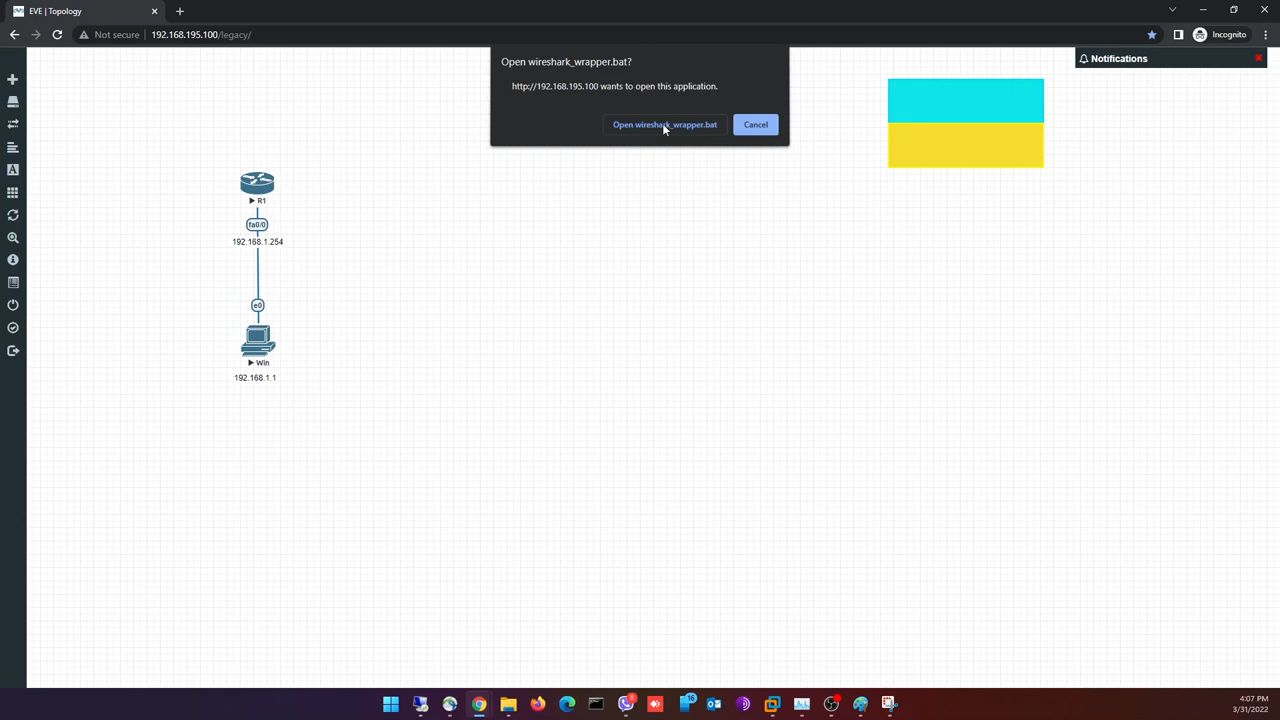 EVE | Topology
Not secure
192.168.195.100/legacy/
Incognito
Open wireshark_wrapper.bat?
http://192.168.195.100 wants to open this application.
Open wireshark_wrapper.bat
Cancel
Notifications
R1
fa0/0
192.168.1.254
e0
Win
192.168.1.1
A
16
4:07 PM
3/31/2022